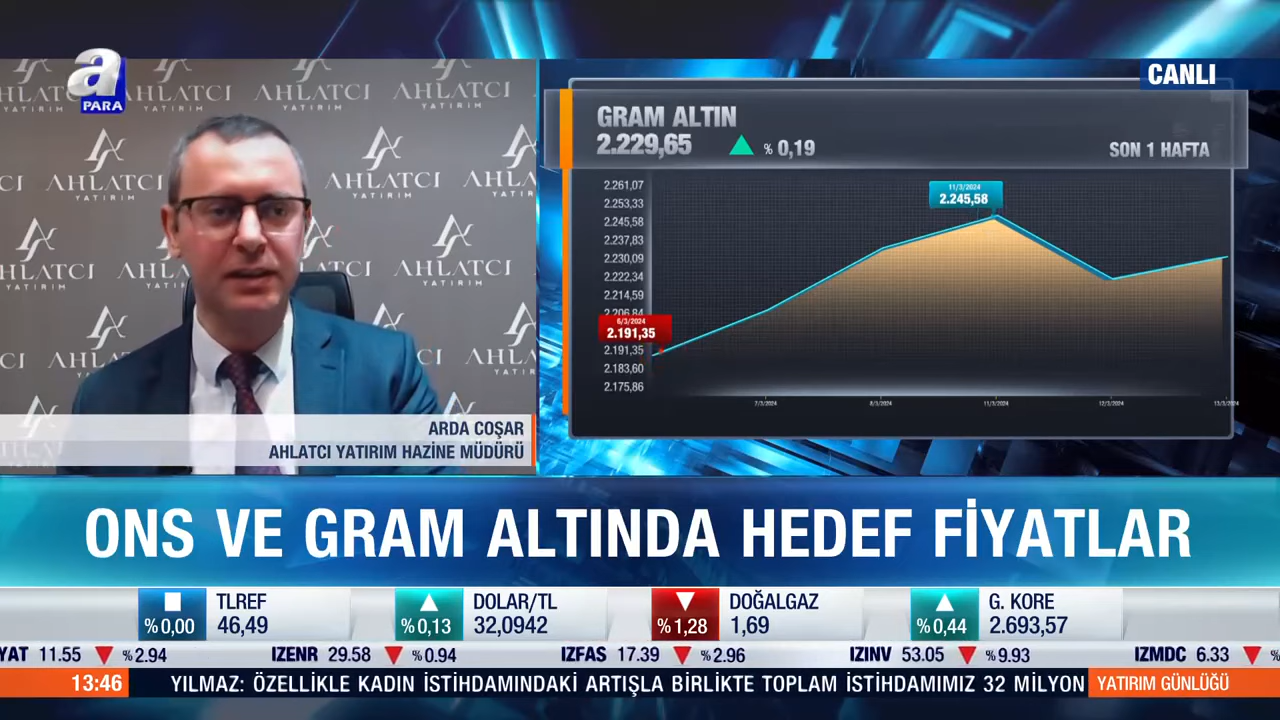 a
PARA
AHLATCI
YATIRIM
CANLI
GRAM ALTIN
2.229,65
% 0,19
SON 1 HAFTA
2.261,07
2.253,33
2.245,58
2.237,83
2.230,09
2.222,34
2.214,59
2.206,84
2.191,35
2.183,60
2.175,86
11/3/2024
2.245,58
6/3/2024
2.191,35
7/3/2024
8/3/2024
11/3/2024
12/3/2024
13/3/2024
ARDA COŞAR
AHLATCI YATIRIM HAZİNE MÜDÜRÜ
ONS VE GRAM ALTINDA HEDEF FİYATLAR
%0,00 TLREF 46,49
%0,13 DOLAR/TL 32,0942
%1,28 DOĞALGAZ 1,69
%0,44 G. KORE 2.693,57
YAT 11.55 %2.94 IZENR 29.58 %0.94 IZFAS 17.39 %2.96 IZINV 53.05 %9.93 IZMDC 6.33 %
13:46 YILMAZ: ÖZELLİKLE KADIN İSTİHDAMINDAKİ ARTIŞLA BİRLİKTE TOPLAM İSTİHDAMIMIZ 32 MİLYON YATIRIM GÜNLÜĞÜ